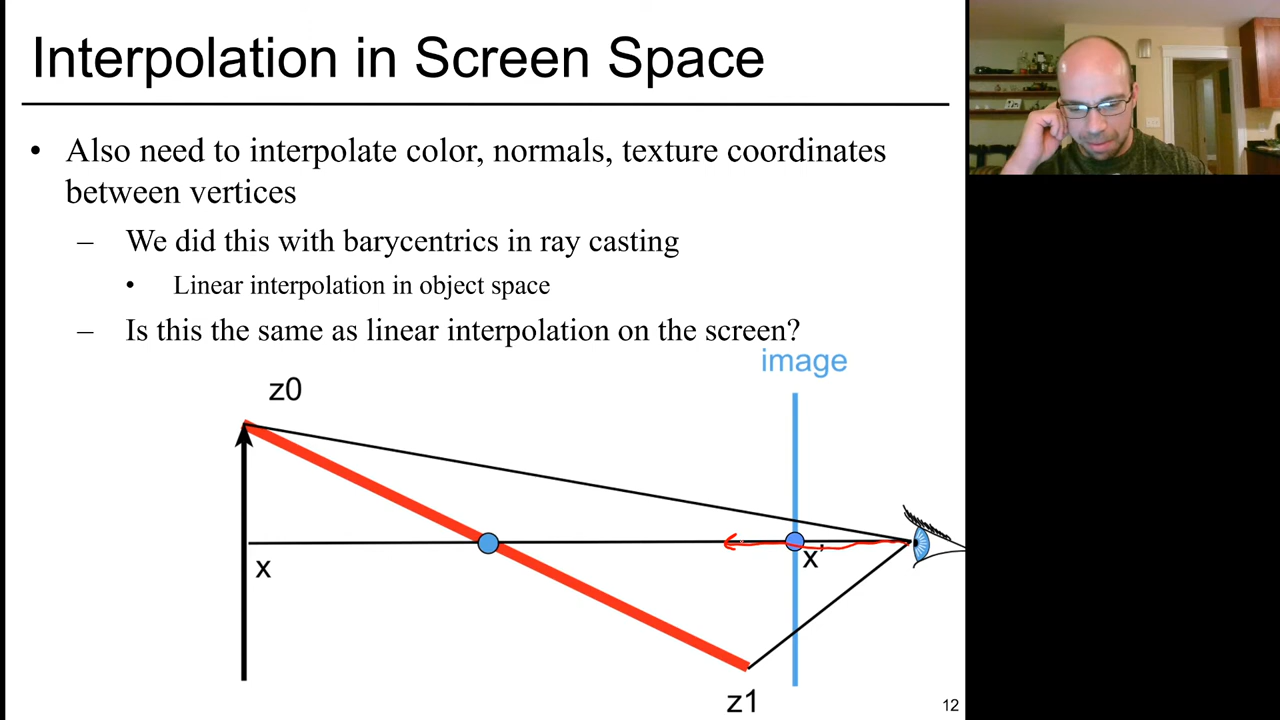 Interpolation in Screen Space
• Also need to interpolate color, normals, texture coordinates
between vertices
– We did this with barycentrics in ray casting
• Linear interpolation in object space
– Is this the same as linear interpolation on the screen?
image
z0
x
x'
z1
12